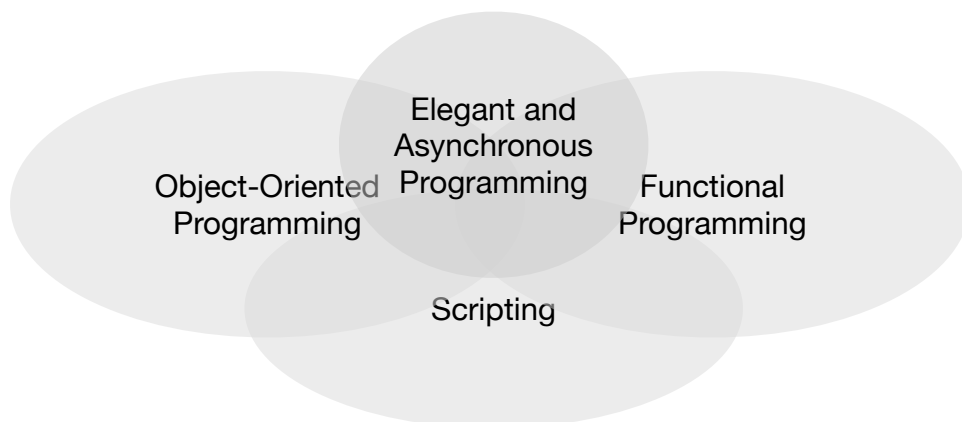 Elegant and
Asynchronous
Programming
Object-Oriented
Programming
Functional
Programming
Scripting